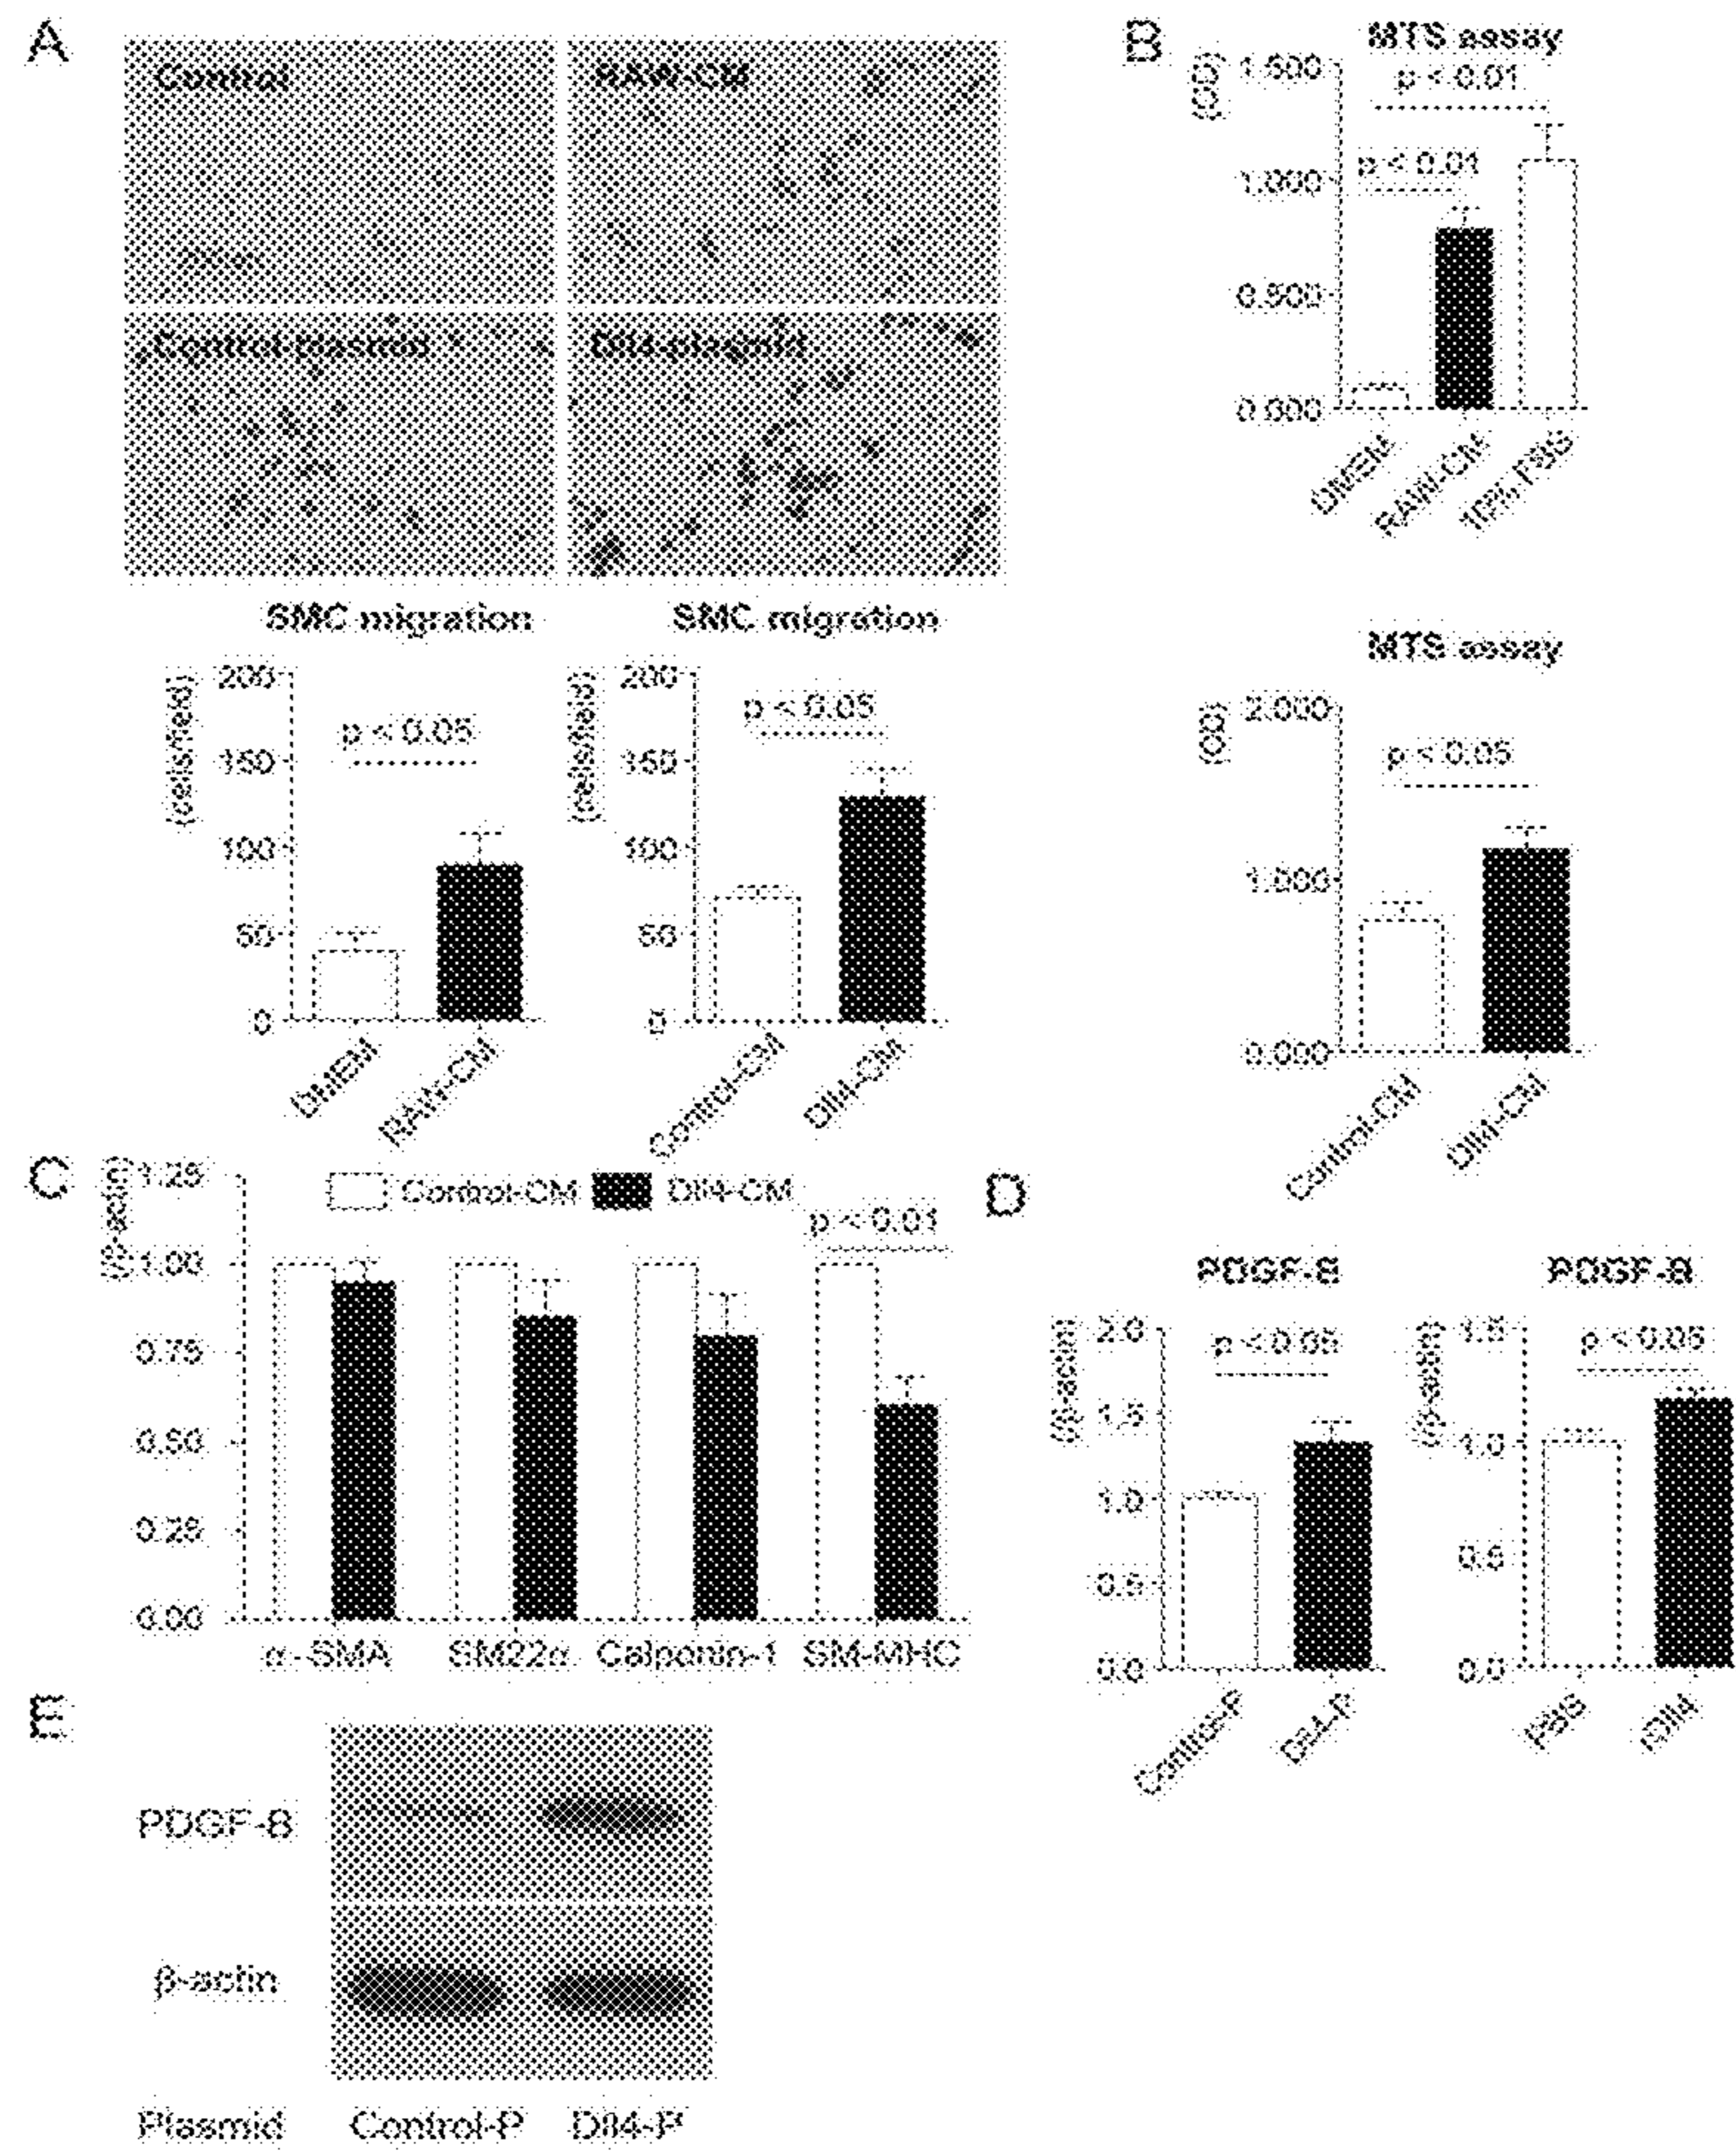 A
Control
RAW-CM
Control-plasmid
Dll4-plasmid
SMC migration
(cells/field)
200
150
100
50
0
p < 0.05
DMEM
RAW-CM
SMC migration
(cells/field)
200
150
100
50
0
p < 0.05
Control-CM
Dll4-CM
B
MTS assay
(OD)
1.500
1.000
0.500
0.000
p < 0.01
p < 0.01
DMEM
RAW-CM
10% FBS
MTS assay
(OD)
2.000
1.000
0.000
p < 0.05
Control-CM
Dll4-CM
C
(/β-actin)
1.25
1.00
0.75
0.50
0.25
0.00
Control-CM
Dll4-CM
p < 0.01
α-SMA
SM22α
Calponin-1
SM-MHC
D
PDGF-B
(/β-actin)
2.0
1.5
1.0
0.5
0.0
p < 0.05
Control-P
Dll4-P
PDGF-B
(/β-actin)
1.5
1.0
0.5
0.0
p < 0.05
PBS
rDll4
E
PDGF-B
β-actin
Plasmid
Control-P
Dll4-P